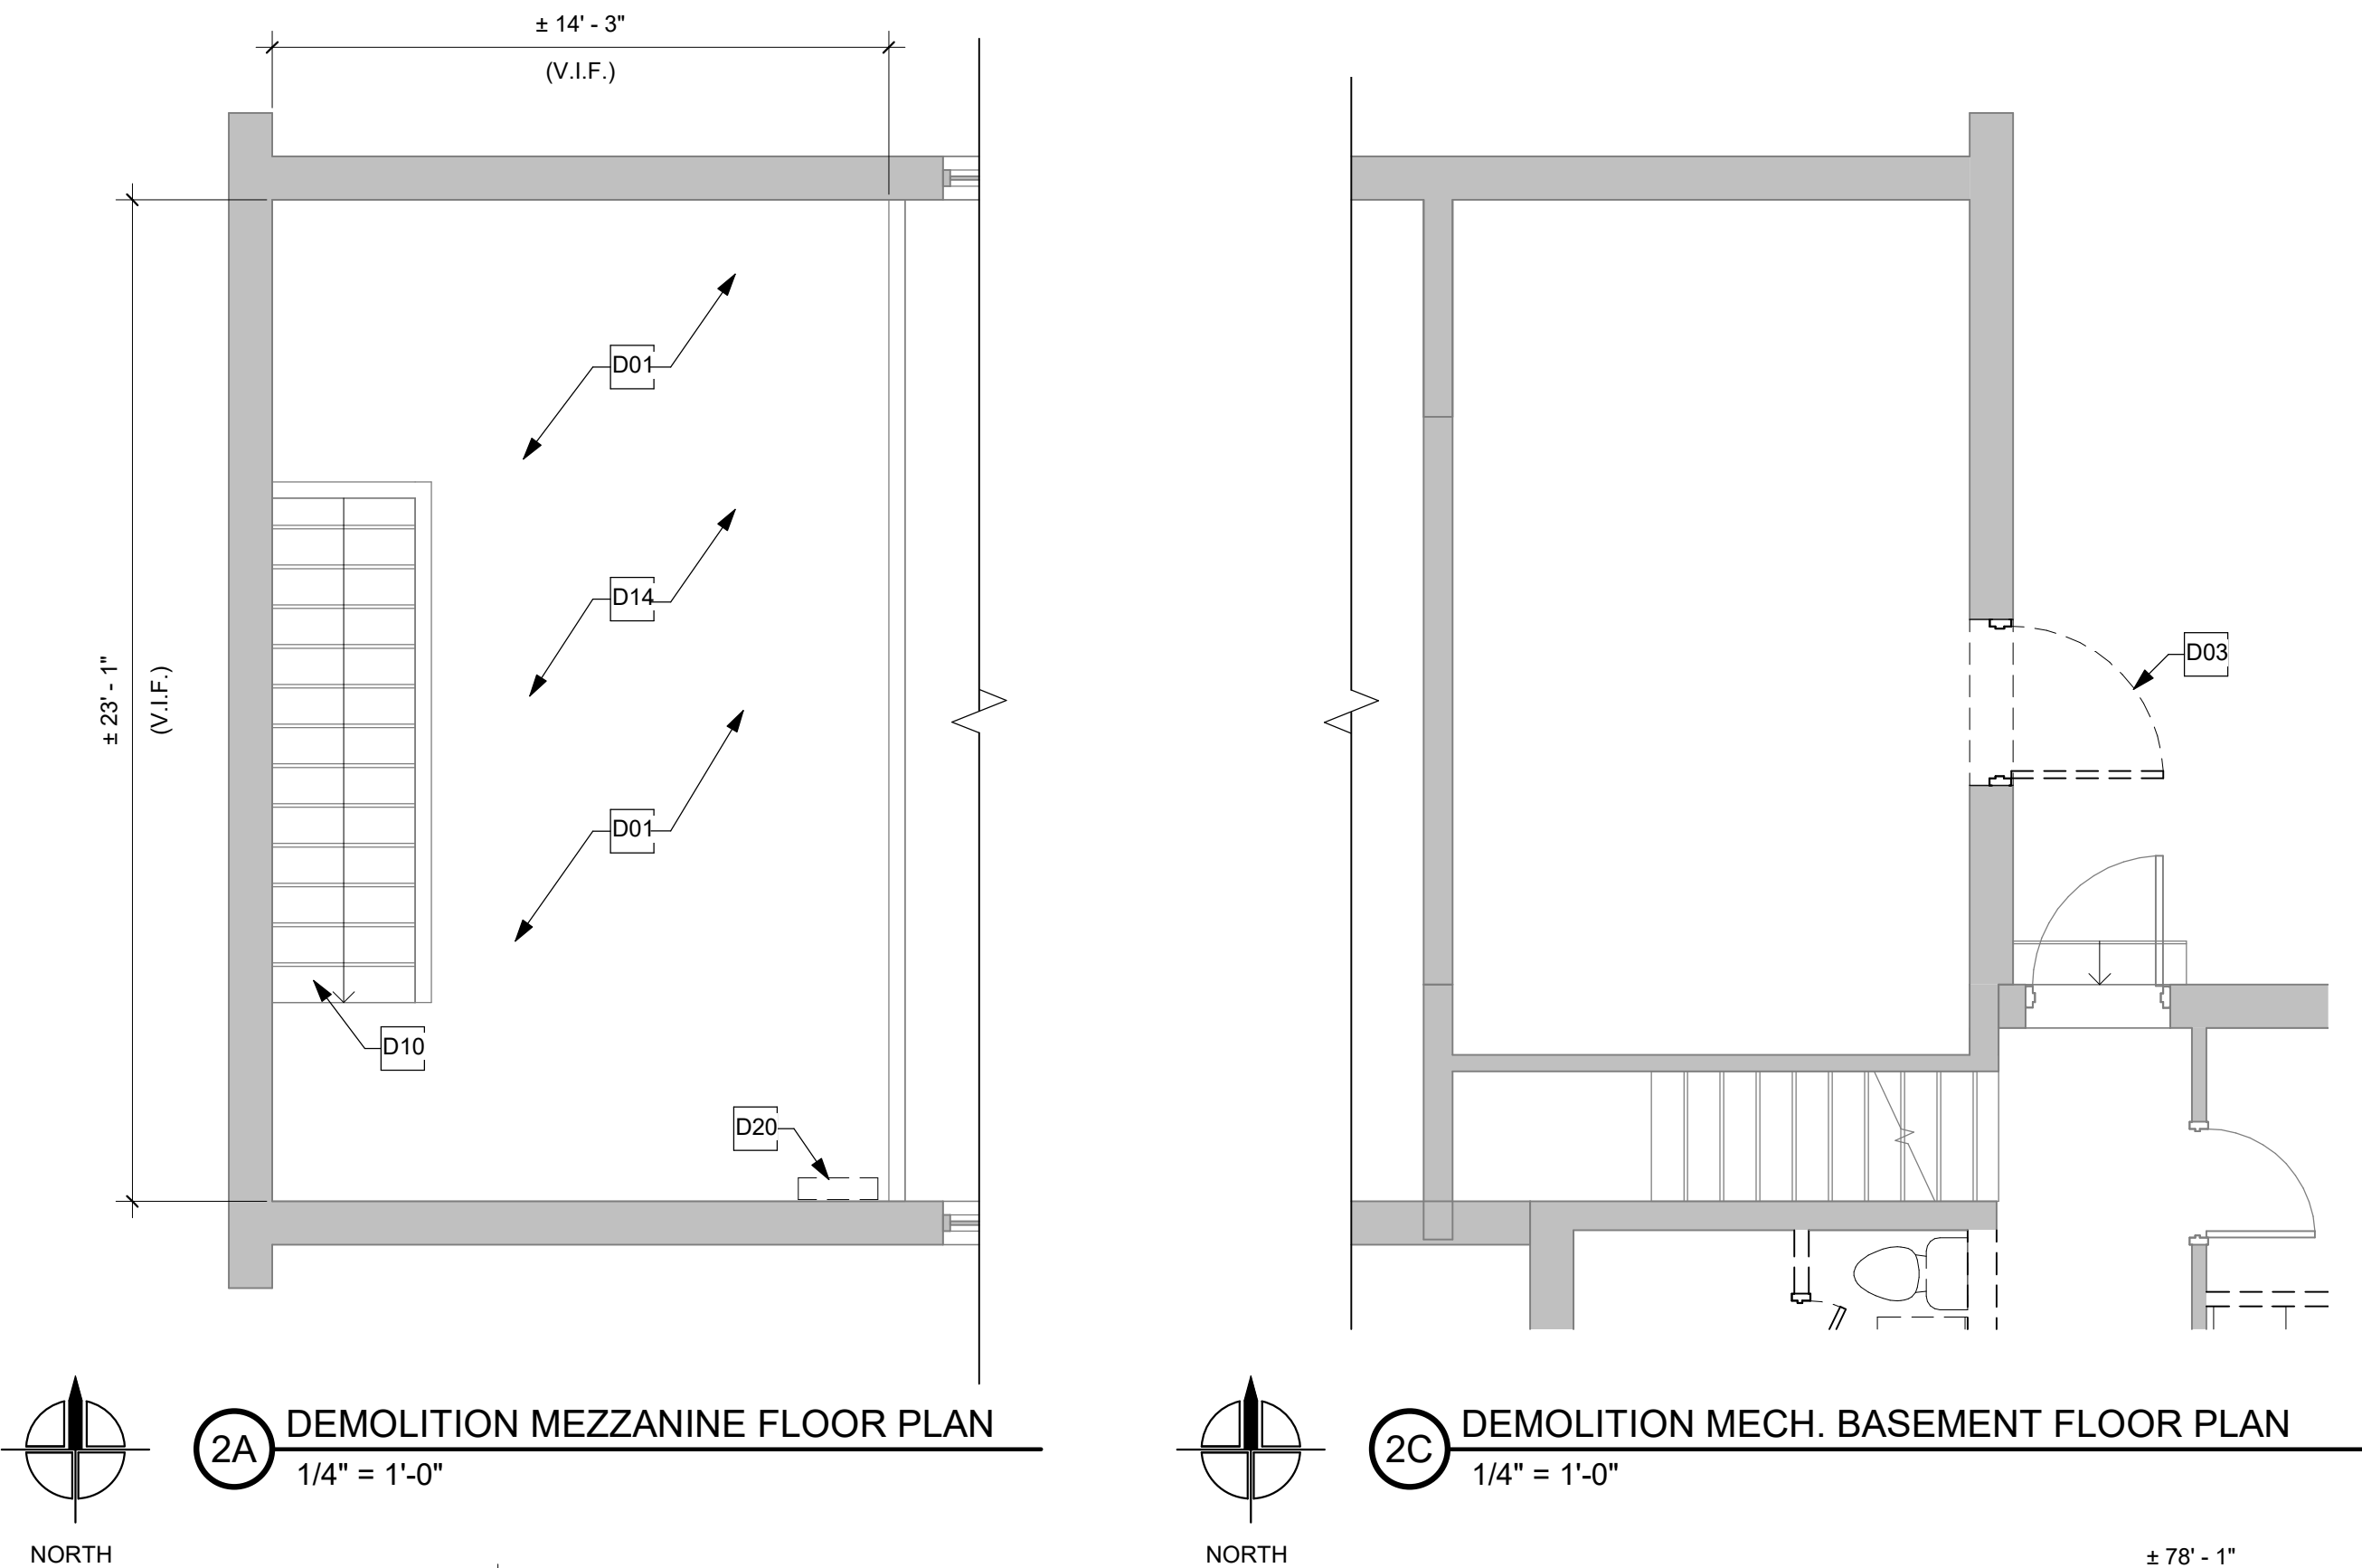 ± 14' - 3"
(V.I.F.)
± 23' - 1"
(V.I.F.)
D01
D14
D01
D10
D20
D03
NORTH
2A
DEMOLITION MEZZANINE FLOOR PLAN
1/4" = 1'-0"
NORTH
2C
DEMOLITION MECH. BASEMENT FLOOR PLAN
1/4" = 1'-0"
± 78' - 1"